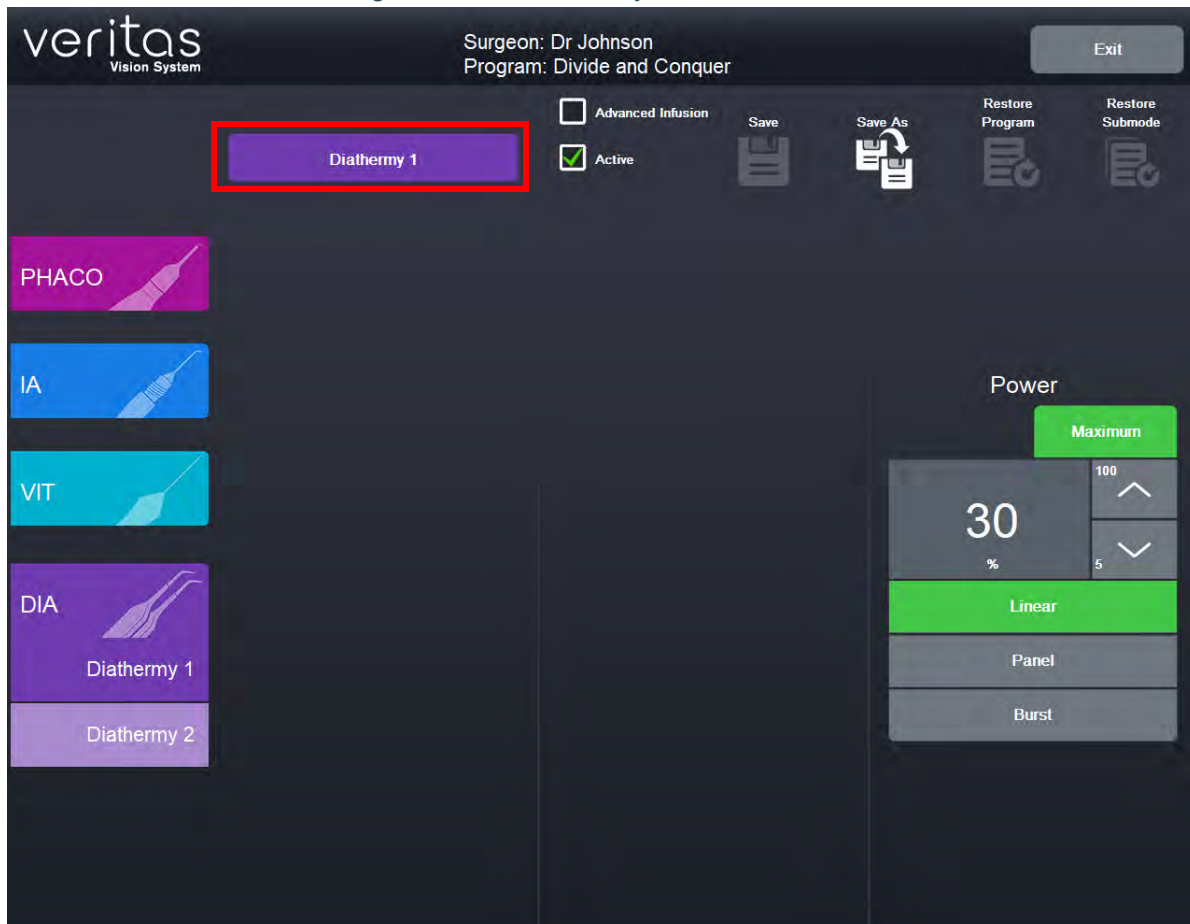 veritas
Vision System
Surgeon: Dr Johnson
Program: Divide and Conquer
Exit
Diathermy 1
Advanced Infusion
Active
Save
Save As
Restore
Program
Restore
Submode
PHACO
IA
VIT
DIA
Diathermy 1
Diathermy 2
Power
Maximum
30
%
100
5
Linear
Panel
Burst